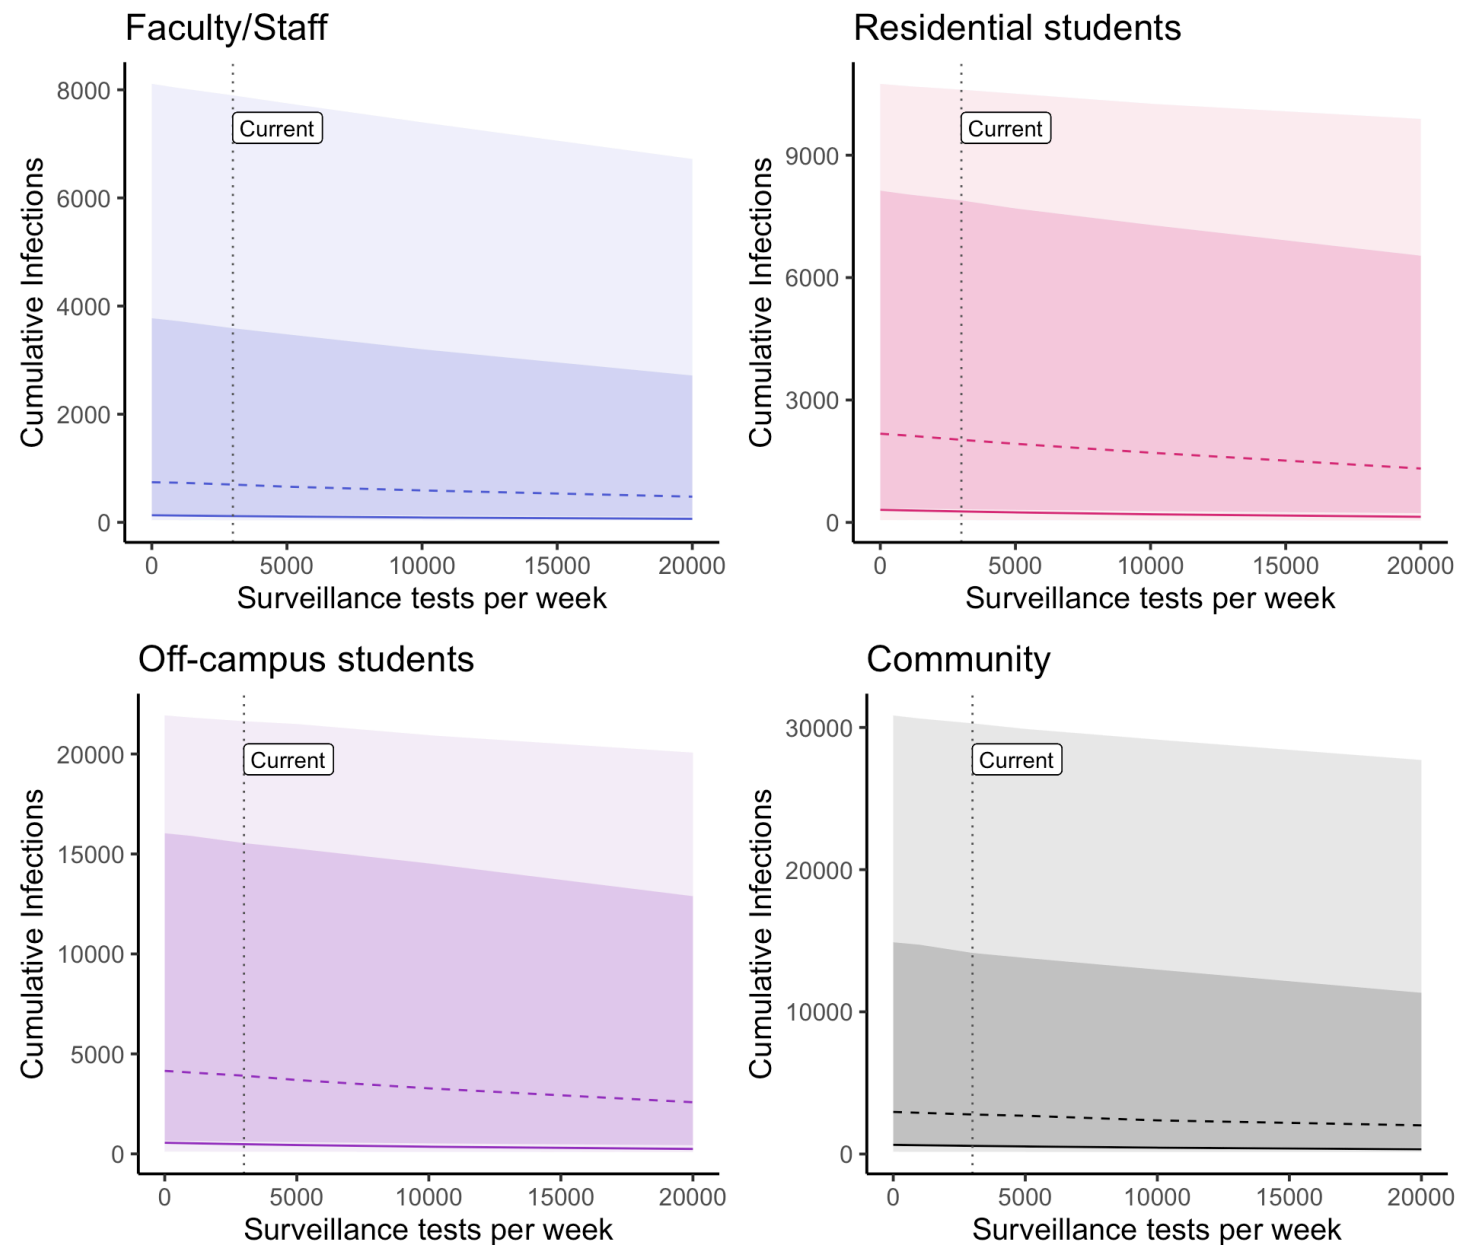 Faculty/Staff
Cumulative Infections
8000
6000
4000
2000
0
Current
0 5000 10000 15000 20000
Surveillance tests per week
Residential students
Cumulative Infections
9000
6000
3000
0
Current
0 5000 10000 15000 20000
Surveillance tests per week
Off-campus students
Cumulative Infections
20000
15000
10000
5000
0
Current
0 5000 10000 15000 20000
Surveillance tests per week
Community
Cumulative Infections
30000
20000
10000
0
Current
0 5000 10000 15000 20000
Surveillance tests per week